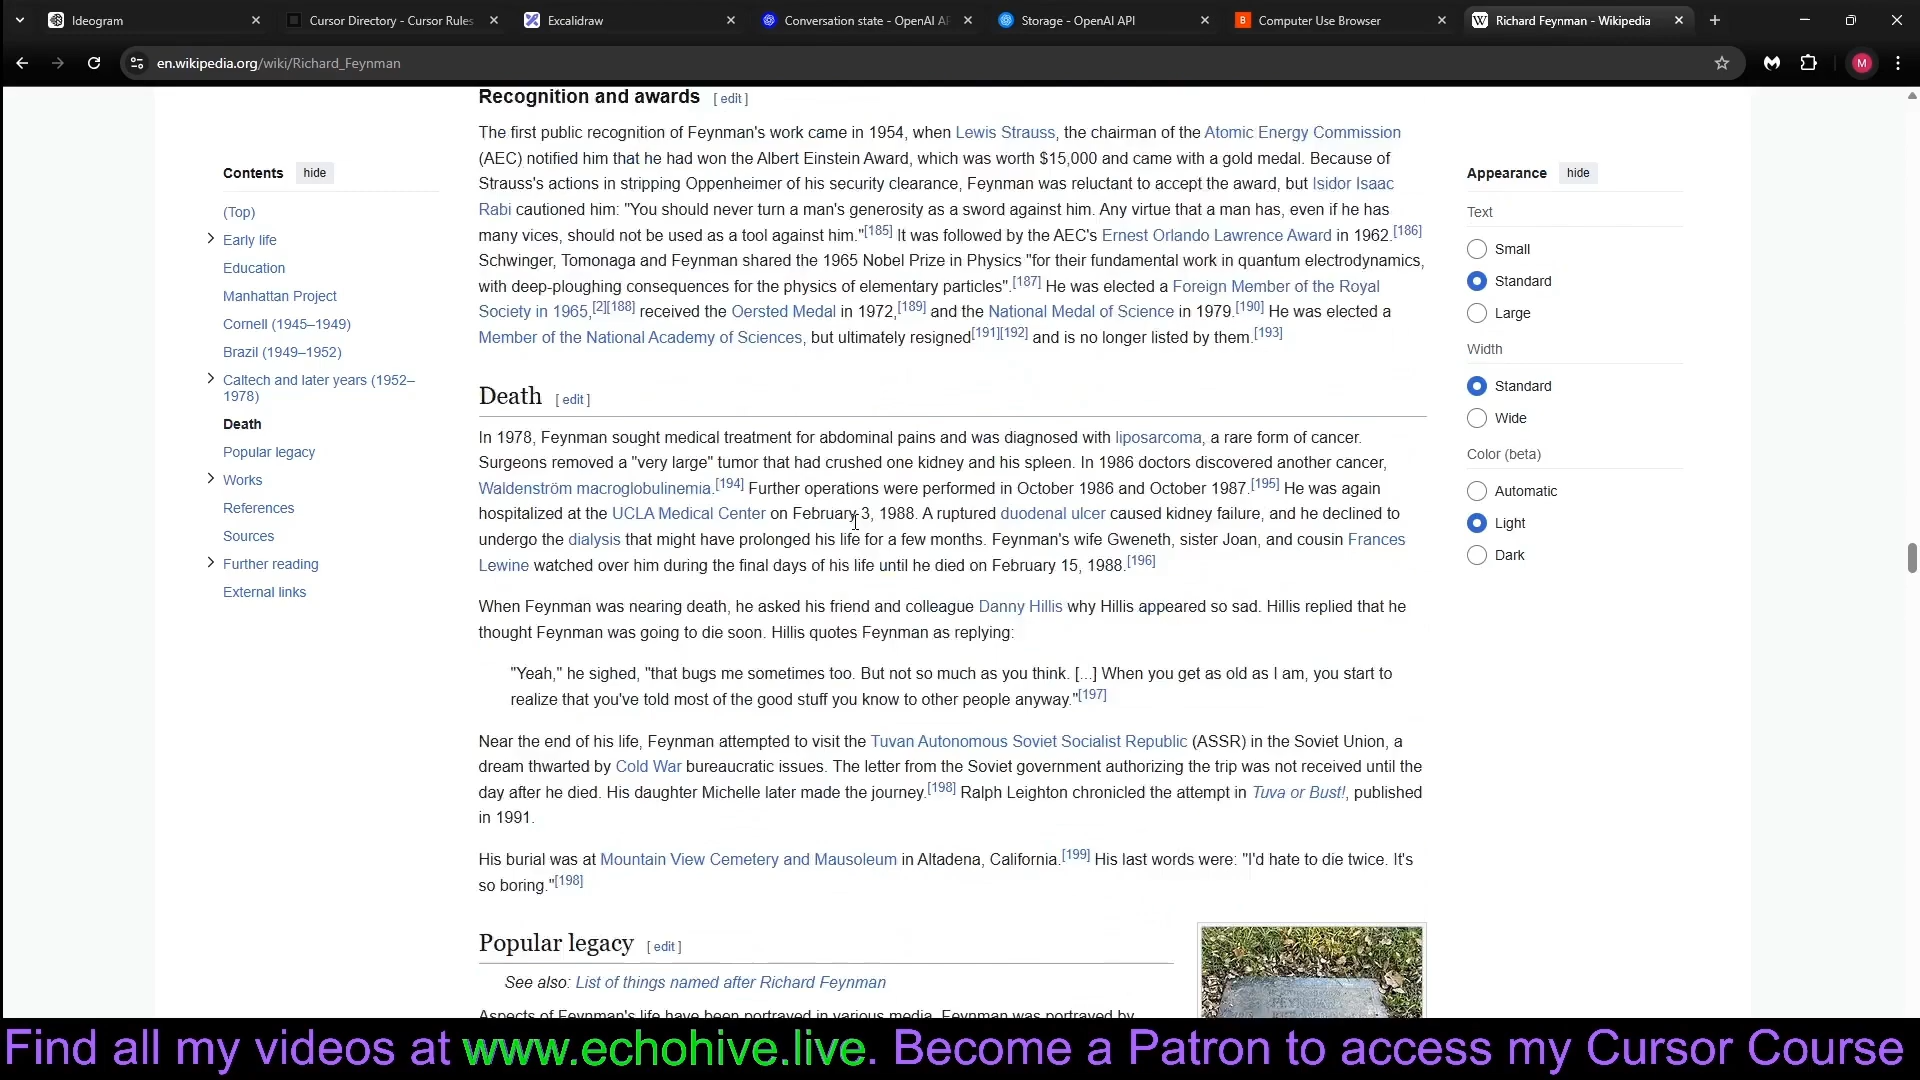 Ideogram
Cursor Directory - Cursor Rules
Excalidraw
Conversation state - OpenAI AP
Storage - OpenAI API
Computer Use Browser
Richard Feynman - Wikipedia
en.wikipedia.org/wiki/Richard_Feynman
M
Contents hide
(Top)
Early life
Education
Manhattan Project
Cornell (1945–1949)
Brazil (1949–1952)
Caltech and later years (1952–
1978)
Death
Popular legacy
Works
References
Sources
Further reading
External links
Recognition and awards [ edit ]
The first public recognition of Feynman's work came in 1954, when Lewis Strauss, the chairman of the Atomic Energy Commission
(AEC) notified him that he had won the Albert Einstein Award, which was worth $15,000 and came with a gold medal. Because of
Strauss's actions in stripping Oppenheimer of his security clearance, Feynman was reluctant to accept the award, but Isidor Isaac
Rabi cautioned him: "You should never turn a man's generosity as a sword against him. Any virtue that a man has, even if he has
many vices, should not be used as a tool against him."[185] It was followed by the AEC's Ernest Orlando Lawrence Award in 1962.[186]
Schwinger, Tomonaga and Feynman shared the 1965 Nobel Prize in Physics "for their fundamental work in quantum electrodynamics,
with deep-ploughing consequences for the physics of elementary particles".[187] He was elected a Foreign Member of the Royal
Society in 1965,[2][188] received the Oersted Medal in 1972,[189] and the National Medal of Science in 1979.[190] He was elected a
Member of the National Academy of Sciences, but ultimately resigned[191][192] and is no longer listed by them.[193]
Death [ edit ]
In 1978, Feynman sought medical treatment for abdominal pains and was diagnosed with liposarcoma, a rare form of cancer.
Surgeons removed a "very large" tumor that had crushed one kidney and his spleen. In 1986 doctors discovered another cancer,
Waldenström macroglobulinemia.[194] Further operations were performed in October 1986 and October 1987.[195] He was again
hospitalized at the UCLA Medical Center on February 3, 1988. A ruptured duodenal ulcer caused kidney failure, and he declined to
undergo the dialysis that might have prolonged his life for a few months. Feynman's wife Gweneth, sister Joan, and cousin Frances
Lewine watched over him during the final days of his life until he died on February 15, 1988.[196]
When Feynman was nearing death, he asked his friend and colleague Danny Hillis why Hillis appeared so sad. Hillis replied that he
thought Feynman was going to die soon. Hillis quotes Feynman as replying:
"Yeah," he sighed, "that bugs me sometimes too. But not so much as you think. [...] When you get as old as I am, you start to
realize that you've told most of the good stuff you know to other people anyway."[197]
Near the end of his life, Feynman attempted to visit the Tuvan Autonomous Soviet Socialist Republic (ASSR) in the Soviet Union, a
dream thwarted by Cold War bureaucratic issues. The letter from the Soviet government authorizing the trip was not received until the
day after he died. His daughter Michelle later made the journey.[198] Ralph Leighton chronicled the attempt in Tuva or Bust!, published
in 1991.
His burial was at Mountain View Cemetery and Mausoleum in Altadena, California.[199] His last words were: "I'd hate to die twice. It's
so boring."[198]
Popular legacy [ edit ]
See also: List of things named after Richard Feynman
Aspects of Feynman's life have been portrayed in various media. Feynman was portrayed by
Appearance hide
Text
Small
Standard
Large
Width
Standard
Wide
Color (beta)
Automatic
Light
Dark
Find all my videos at www.echohive.live. Become a Patron to access my Cursor Course